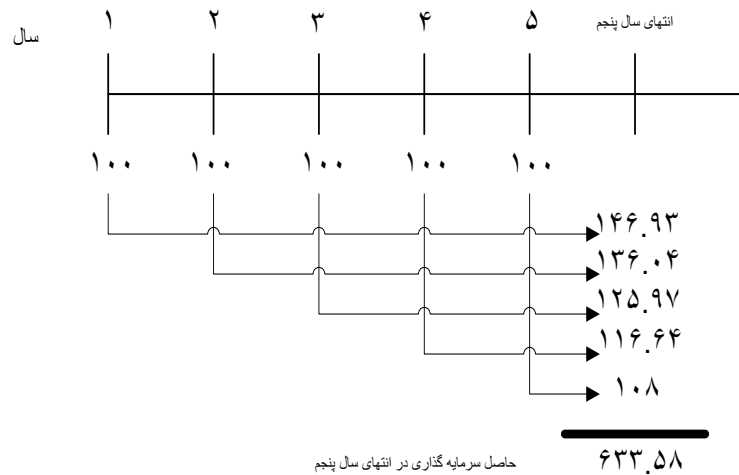 سال ۱ ۲ ۳ ۴ ۵ انتهای سال پنجم
۱۰۰ ۱۰۰ ۱۰۰ ۱۰۰ ۱۰۰
۱۴۶.۹۳
۱۳۶.۰۴
۱۲۵.۹۷
۱۱۶.۶۴
۱۰۸
حاصل سرمایه گذاری در انتهای سال پنجم ۶۳۳.۵۸